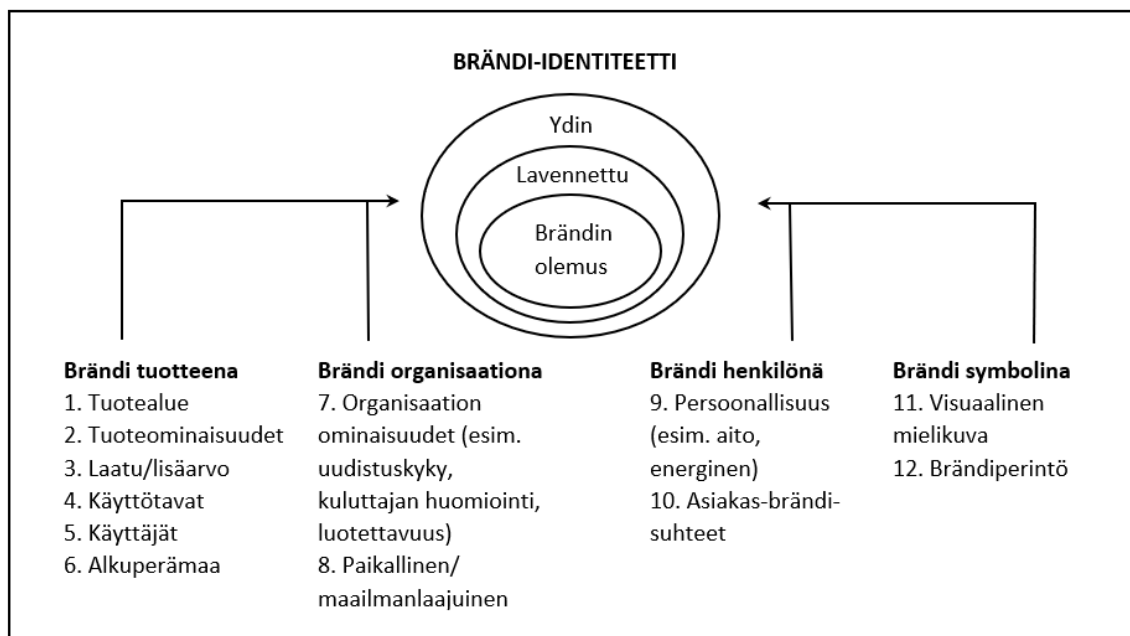 BRÄNDI-IDENTITEETTI
Ydin
Lavennettu
Brändin
olemus
Brändi tuotteena
1. Tuotealue
2. Tuoteominaisuudet
3. Laatu/lisäarvo
4. Käyttötavat
5. Käyttäjät
6. Alkuperämaa
Brändi organisaationa
7. Organisaation
ominaisuudet (esim.
uudistuskyky,
kuluttajan huomiointi,
luotettavuus)
8. Paikallinen/
maailmanlaajuinen
Brändi henkilönä
9. Persoonallisuus
(esim. aito,
energinen)
10. Asiakas-brändi-
suhteet
Brändi symbolina
11. Visuaalinen
mielikuva
12. Brändiperintö